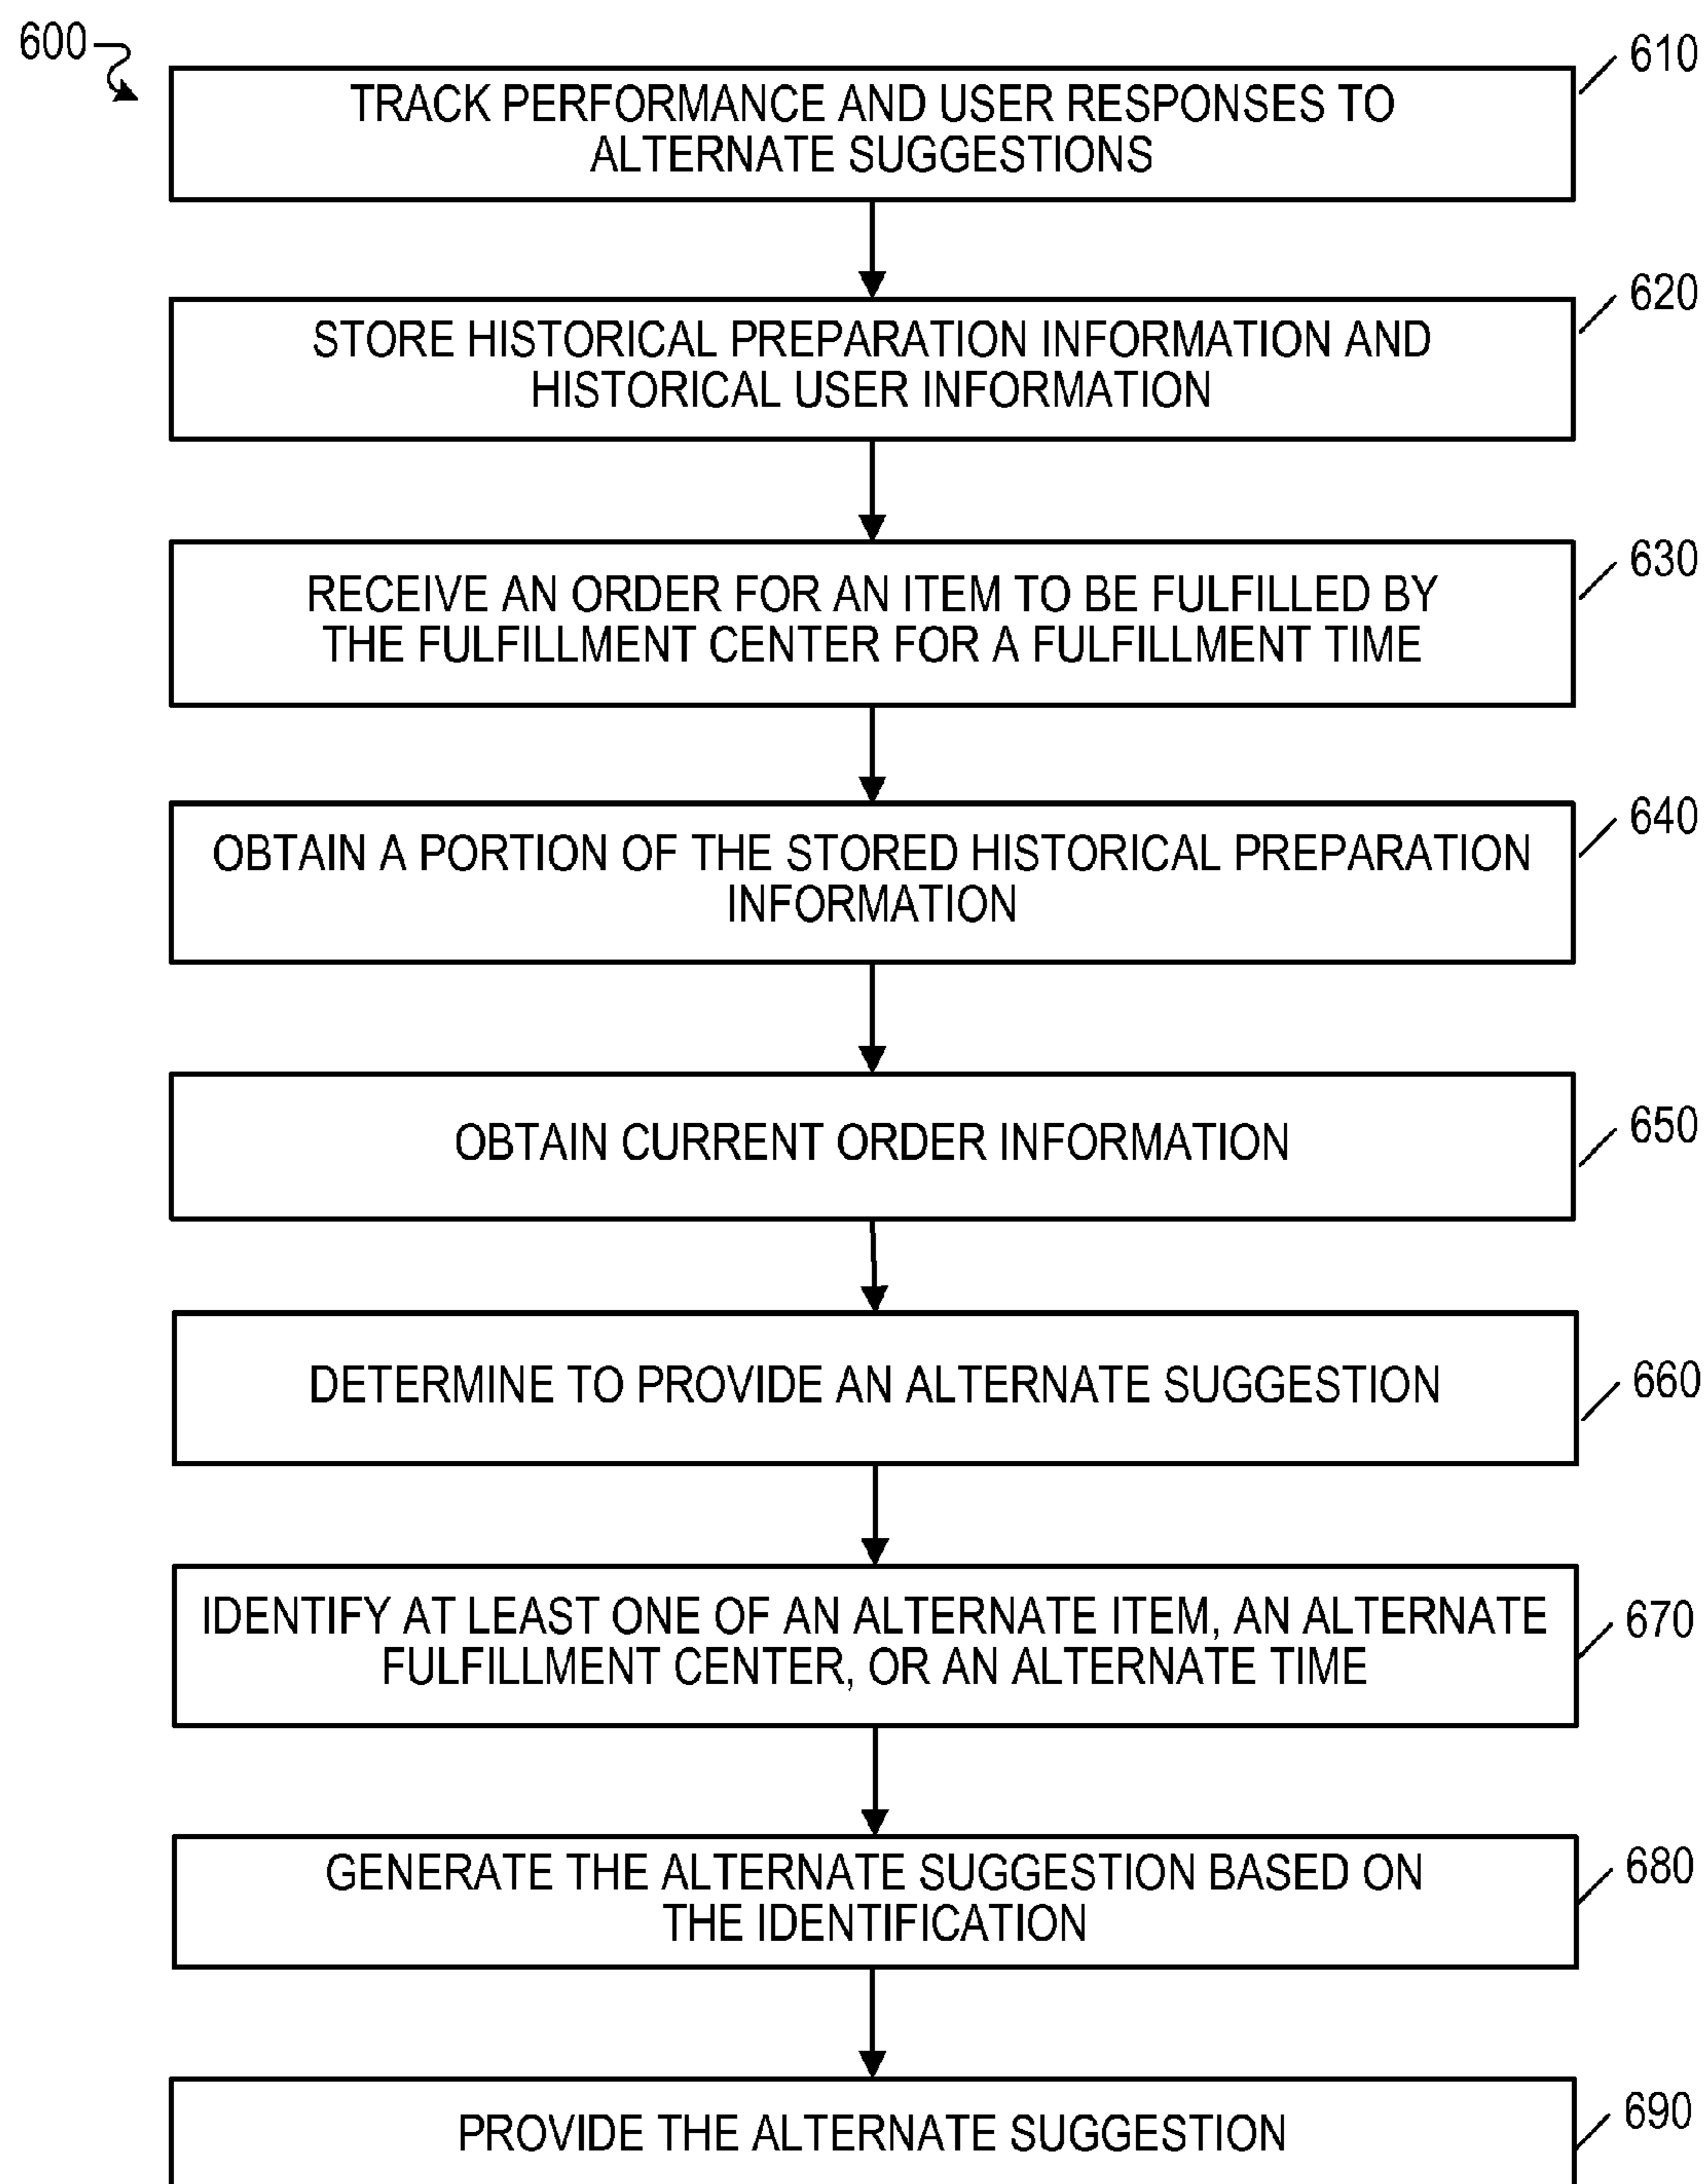 600
610
TRACK PERFORMANCE AND USER RESPONSES TO
ALTERNATE SUGGESTIONS
620
STORE HISTORICAL PREPARATION INFORMATION AND
HISTORICAL USER INFORMATION
630
RECEIVE AN ORDER FOR AN ITEM TO BE FULFILLED BY
THE FULFILLMENT CENTER FOR A FULFILLMENT TIME
640
OBTAIN A PORTION OF THE STORED HISTORICAL PREPARATION
INFORMATION
650
OBTAIN CURRENT ORDER INFORMATION
660
DETERMINE TO PROVIDE AN ALTERNATE SUGGESTION
670
IDENTIFY AT LEAST ONE OF AN ALTERNATE ITEM, AN ALTERNATE
FULFILLMENT CENTER, OR AN ALTERNATE TIME
680
GENERATE THE ALTERNATE SUGGESTION BASED ON
THE IDENTIFICATION
690
PROVIDE THE ALTERNATE SUGGESTION